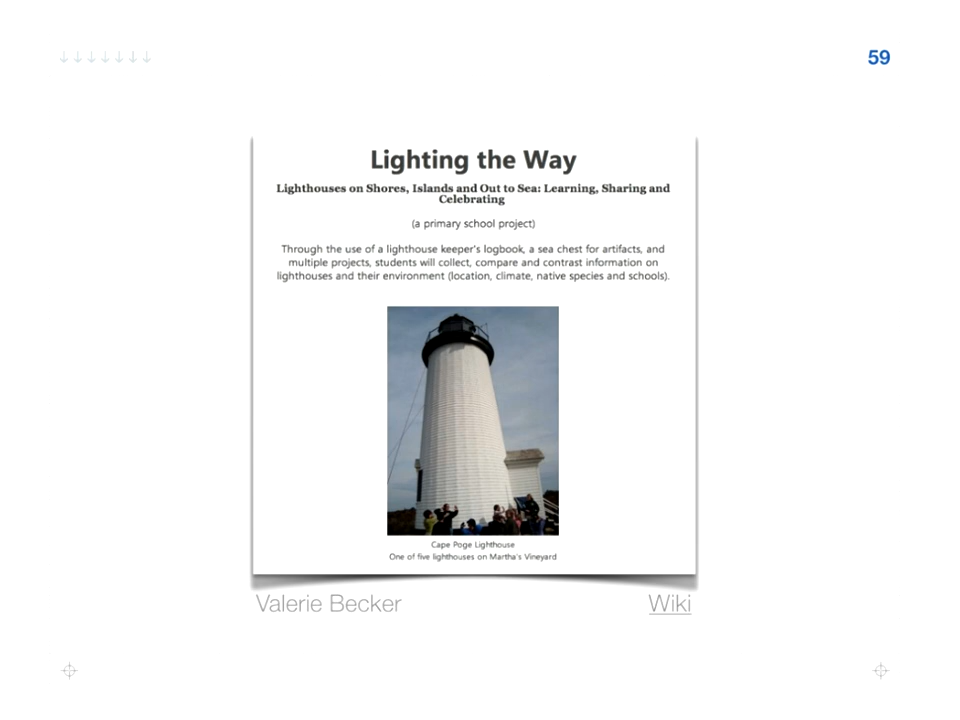 59
Lighting the Way
Lighthouses on Shores, Islands and Out to Sea: Learning, Sharing and
Celebrating
(a primary school project)
Through the use of a lighthouse keeper's logbook, a sea chest for artifacts, and
multiple projects, students will collect, compare and contrast information on
lighthouses and their environment (location, climate, native species and schools).
Cape Poge Lighthouse
One of five lighthouses on Martha's Vineyard
Valerie Becker
Wiki